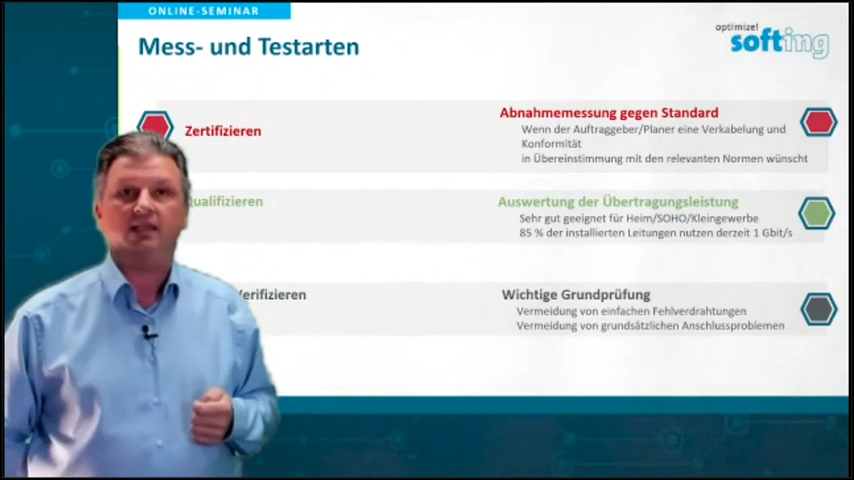 ONLINE-SEMINAR
Mess- und Testarten
optimize!
softing
Zertifizieren
Abnahmemessung gegen Standard
Wenn der Auftraggeber/Planer eine Verkabelung und
Konformität
in Übereinstimmung mit den relevanten Normen wünscht
Qualifizieren
Auswertung der Übertragungsleistung
Sehr gut geeignet für Heim/SOHO/Kleingewerbe
85 % der installierten Leitungen nutzen derzeit 1 Gbit/s
Verifizieren
Wichtige Grundprüfung
Vermeidung von einfachen Fehlverdrahtungen
Vermeidung von grundsätzlichen Anschlussproblemen